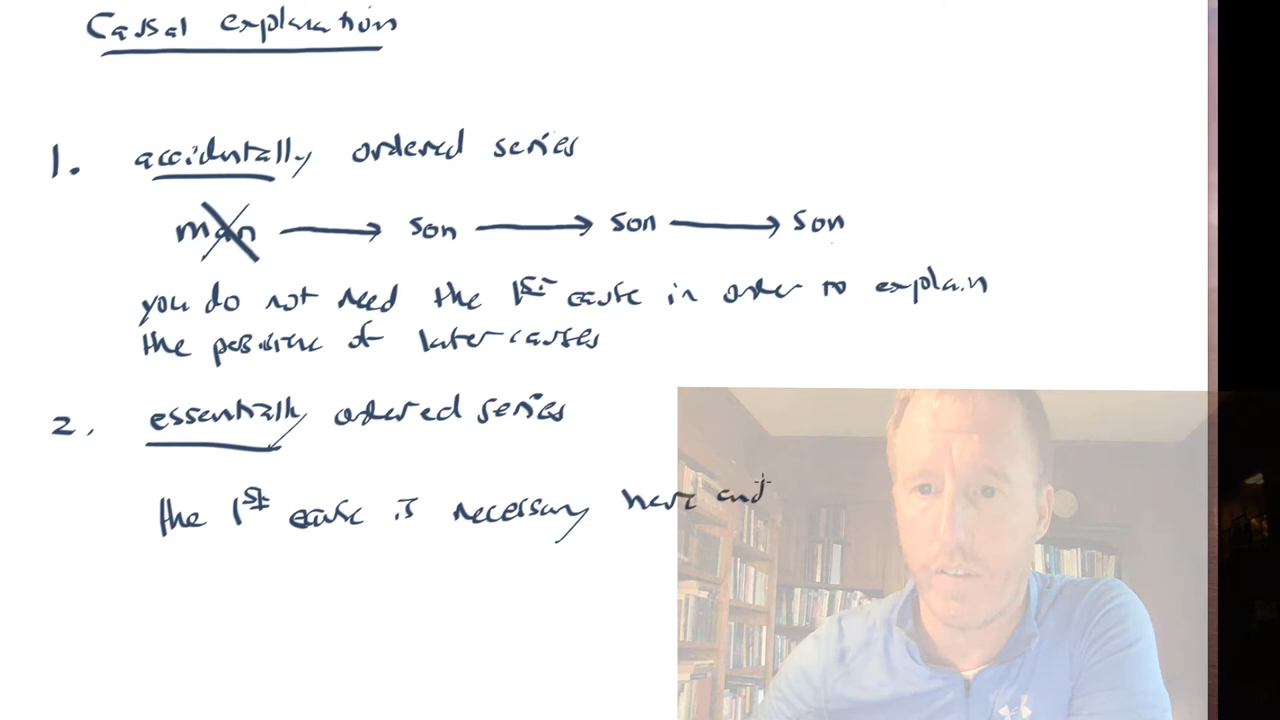 Causal explanation
1. accidentally ordered series
man → son → son → son
you do not need the 1st cause in order to explain
the positing of later causes
2. essentially ordered series
the 1st cause is necessary here and